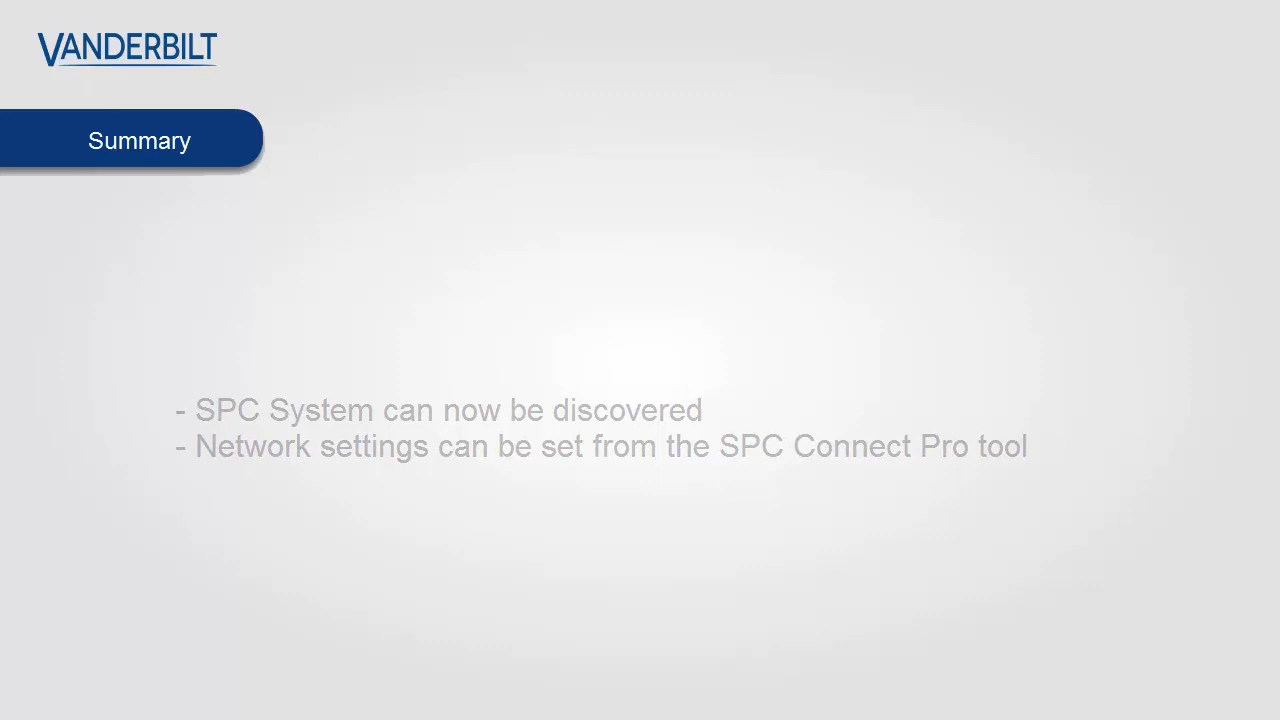 VANDERBILT
Summary
- SPC System can now be discovered
- Network settings can be set from the SPC Connect Pro tool